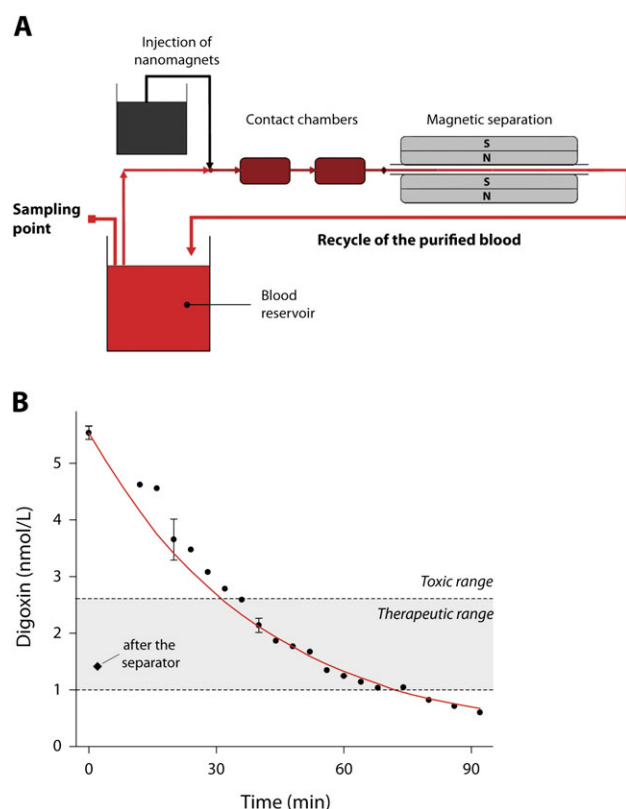 A
Injection of
nanomagnets
Contact chambers
Magnetic separation
S
N
S
N
Sampling
point
Recycle of the purified blood
Blood
reservoir
B
Digoxin (nmol/L)
5
4
3
2
1
0
Toxic range
Therapeutic range
after the
separator
0
30
60
90
Time (min)